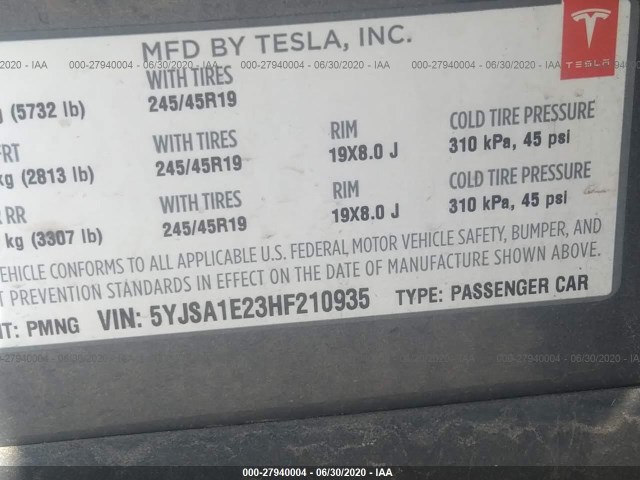 MFD BY TESLA, INC.
TESLA
g (5732 lb)
WITH TIRES
245/45R19
FRT
kg (2813 lb)
WITH TIRES
245/45R19
RIM
19X8.0 J
COLD TIRE PRESSURE
310 kPa, 45 psi
RR
kg (3307 lb)
WITH TIRES
245/45R19
RIM
19X8.0 J
COLD TIRE PRESSURE
310 kPa, 45 psi
VEHICLE CONFORMS TO ALL APPLICABLE U.S. FEDERAL MOTOR VEHICLE SAFETY, BUMPER, AND
T PREVENTION STANDARDS IN EFFECT ON THE DATE OF MANUFACTURE SHOWN ABOVE.
NT: PMNG VIN: 5YJSA1E23HF210935 TYPE: PASSENGER CAR
000-27940004 - 06/30/2020 - IAA